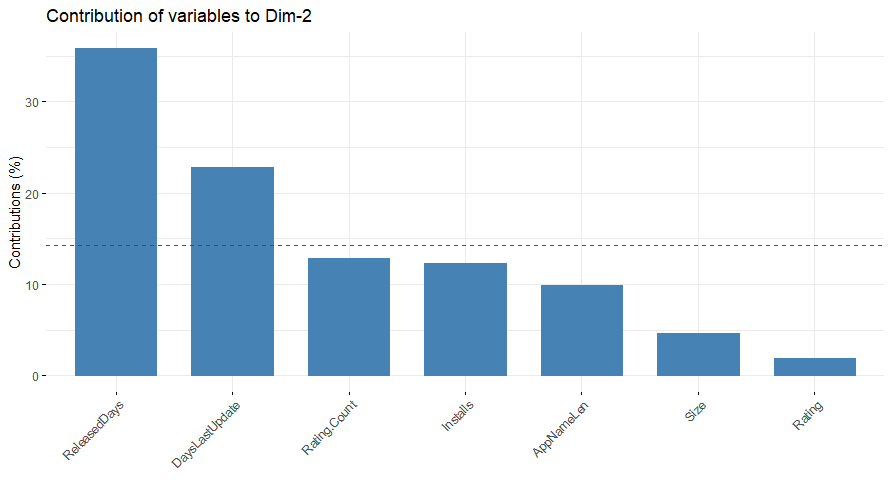 Contribution of variables to Dim-2
Contributions (%)
30
20
10
0
ReleasedDays
DaysLastUpdate
Rating.Count
Installs
AppNameLen
Size
Rating